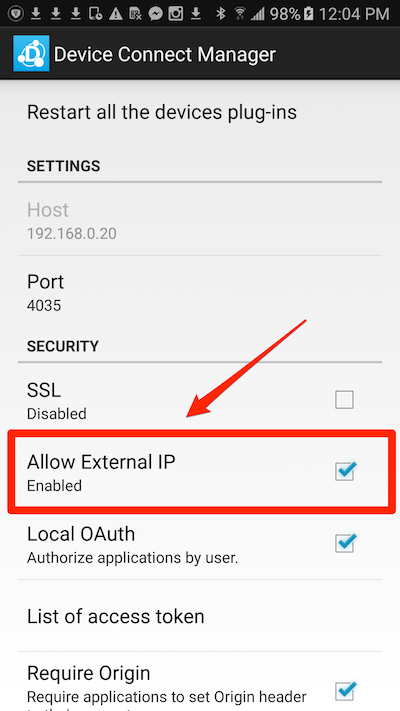 98% 12:04 PM
Device Connect Manager
Restart all the devices plug-ins
SETTINGS
Host
192.168.0.20
Port
4035
SECURITY
SSL
Disabled
Allow External IP
Enabled
Local OAuth
Authorize applications by user.
List of access token
Require Origin
Require applications to set Origin header